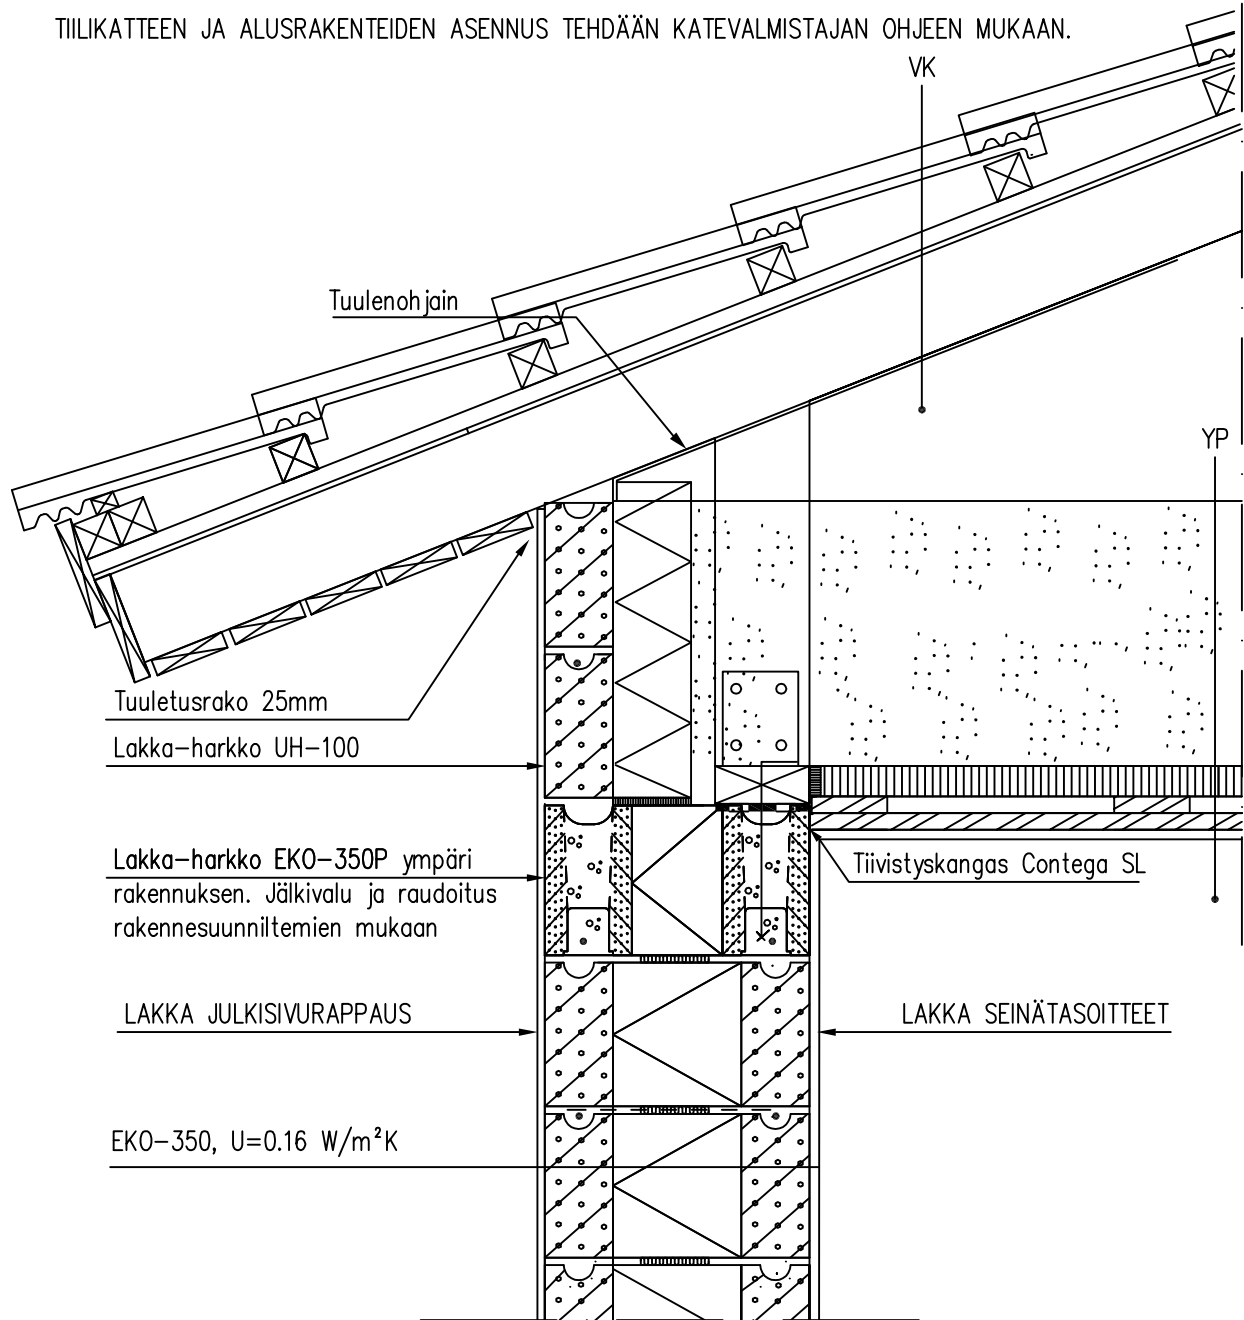 TIILIKATTEEN JA ALUSRAKENTEIDEN ASENNUS TEHDÄÄN KATEVALMISTAJAN OHJEEN MUKAAN.
VK
Tuulenohjain
YP
Tuuletusrako 25mm
Lakka-harkko UH-100
Lakka-harkko EKO-350P ympäri
rakennuksen. Jälkivalu ja raudoitus
rakennesuunniltemien mukaan
Tiivistyskangas Contega SL
LAKKA JULKISIVURAPPAUS
LAKKA SEINÄTASOITTEET
EKO-350, U=0.16 W/m²K